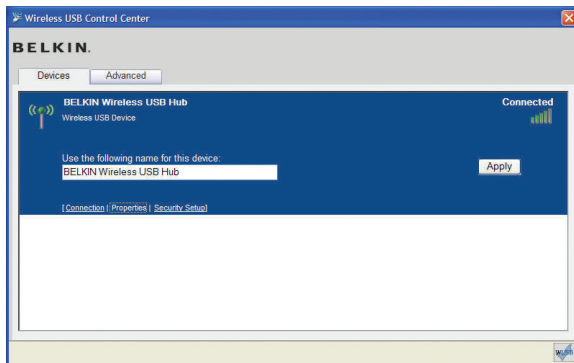 Wireless USB Control Center
BELKIN.
Devices Advanced
BELKIN Wireless USB Hub Connected
Wireless USB Device
Use the following name for this device:
BELKIN Wireless USB Hub Apply
[Connection | Properties | Security Setup]